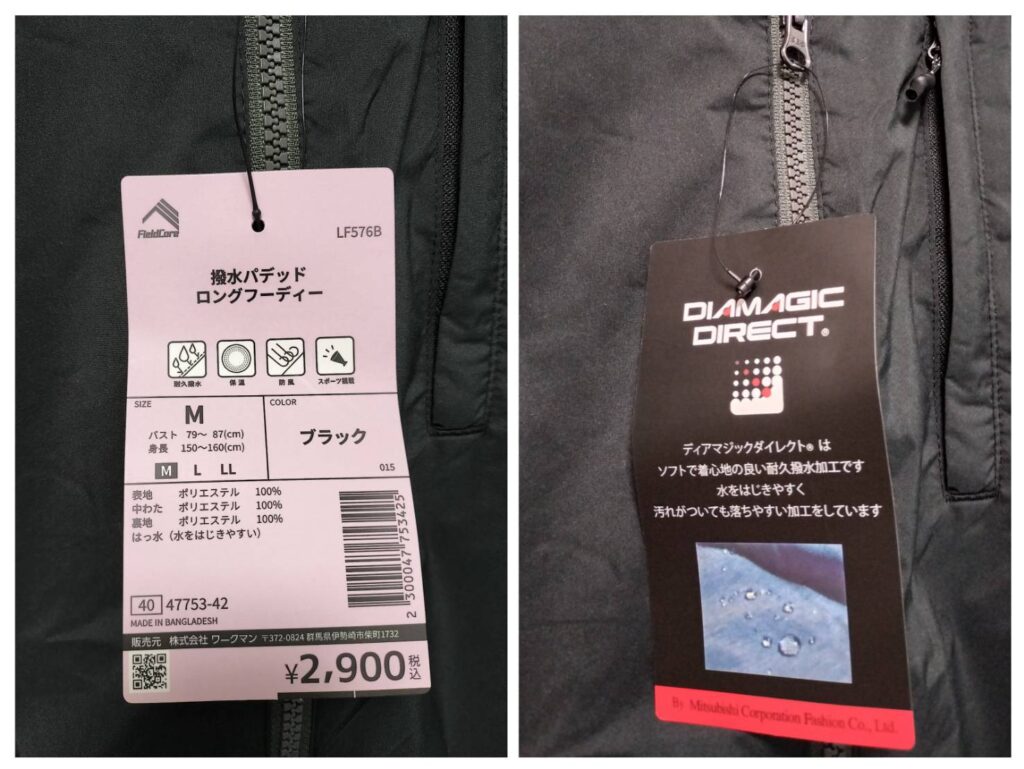 FieldCore
LF576B
撥水パデッド
ロングフーディー
耐久撥水 保温 防風 スポーツ観戦
SIZE
M
バスト 79〜 87(cm)
身長 150〜160(cm)
M L LL
COLOR
ブラック
015
表地 ポリエステル 100%
中わた ポリエステル 100%
裏地 ポリエステル 100%
はっ水（水をはじきやすい）
2 300047 753425
40 47753-42
MADE IN BANGLADESH
販売元 株式会社 ワークマン 〒372-0824 群馬県伊勢崎市柴町1732
¥2,900税込
DIAMAGIC
DIRECT®
ディアマジックダイレクト® は
ソフトで着心地の良い耐久撥水加工です
水をはじきやすく
汚れがついても落ちやすい加工をしています
By Mitsubishi Corporation Fashion Co., Ltd.